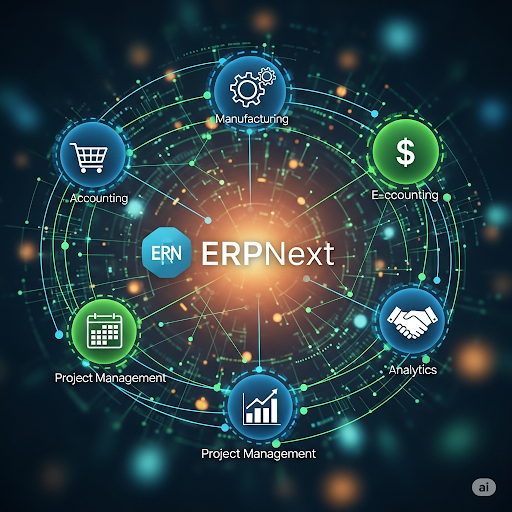 Manufacturing
$
E-ccounting
Accounting
ERN ERPNext
Analytics
Project Management
Project Management
ai